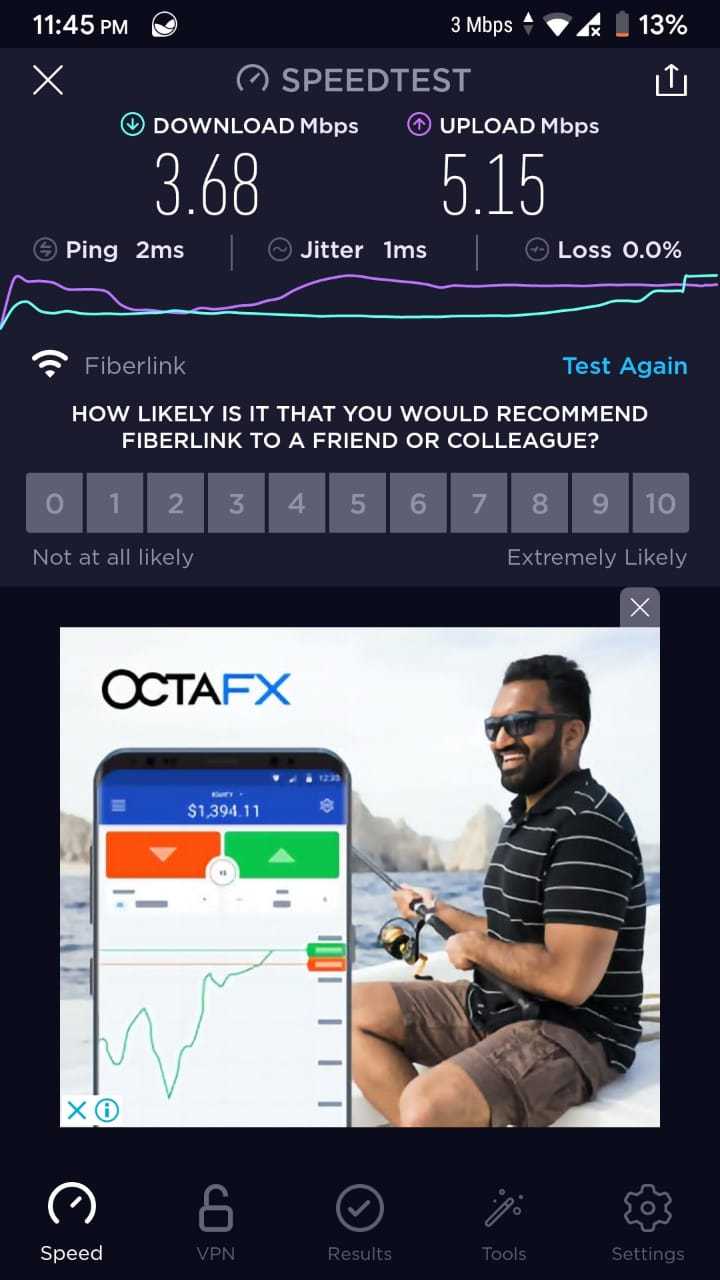 11:45 PM
3 Mbps
13%
SPEEDTEST
DOWNLOAD Mbps
UPLOAD Mbps
3.68
5.15
Ping 2ms
Jitter 1ms
Loss 0.0%
Fiberlink
Test Again
HOW LIKELY IS IT THAT YOU WOULD RECOMMEND
FIBERLINK TO A FRIEND OR COLLEAGUE?
0 1 2 3 4 5 6 7 8 9 10
Not at all likely
Extremely Likely
OCTAFX
$1,394.11
Speed
VPN
Results
Tools
Settings